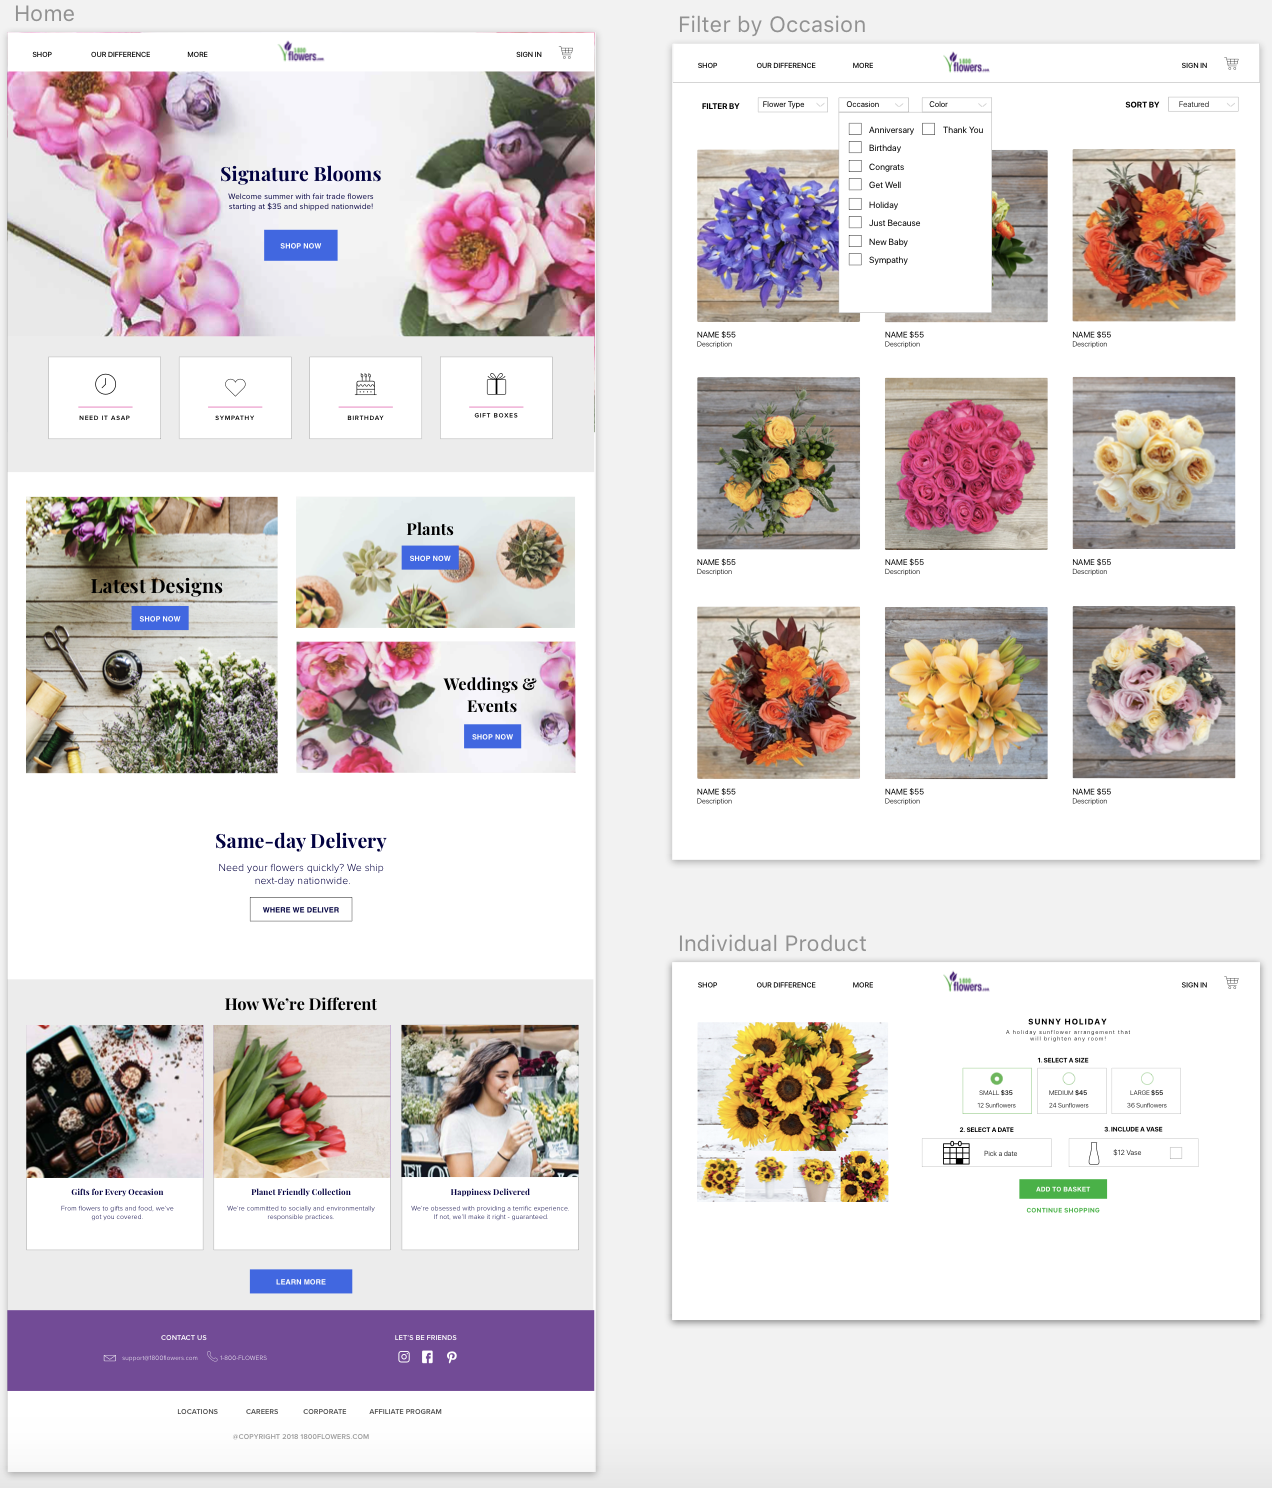 Home
SHOP
OUR DIFFERENCE
MORE
1800
flowers.com
SIGN IN
Signature Blooms
Welcome summer with fair trade flowers
starting at $35 and shipped nationwide!
SHOP NOW
NEED IT ASAP
SYMPATHY
BIRTHDAY
GIFT BOXES
Latest Designs
SHOP NOW
Plants
SHOP NOW
Weddings &
Events
SHOP NOW
Same-day Delivery
Need your flowers quickly? We ship
next-day nationwide.
WHERE WE DELIVER
How We're Different
Gifts for Every Occasion
From flowers to gifts and food, we've
got you covered.
Planet Friendly Collection
We're committed to socially and environmentally
responsible practices.
FLO
Happiness Delivered
We're obsessed with providing a terrific experience.
If not, we'll make it right - guaranteed.
LEARN MORE
CONTACT US
support@1800flowers.com
1-800-FLOWERS
LET'S BE FRIENDS
LOCATIONS
CAREERS
CORPORATE
AFFILIATE PROGRAM
©COPYRIGHT 2018 1800FLOWERS.COM
Filter by Occasion
SHOP
OUR DIFFERENCE
MORE
1800
flowers.com
SIGN IN
FILTER BY
Flower Type
Occasion
Color
SORT BY
Featured
Anniversary
Thank You
Birthday
Congrats
Get Well
Holiday
Just Because
New Baby
Sympathy
NAME $55
Description
NAME $55
Description
NAME $55
Description
NAME $55
Description
NAME $55
Description
NAME $55
Description
NAME $55
Description
NAME $55
Description
NAME $55
Description
Individual Product
SHOP
OUR DIFFERENCE
MORE
1800
flowers.com
SIGN IN
SUNNY HOLIDAY
A holiday sunflower arrangement that
will brighten any room!
1. SELECT A SIZE
SMALL $35
12 Sunflowers
MEDIUM $45
24 Sunflowers
LARGE $55
36 Sunflowers
2. SELECT A DATE
Pick a date
3. INCLUDE A VASE
$12 Vase
ADD TO BASKET
CONTINUE SHOPPING